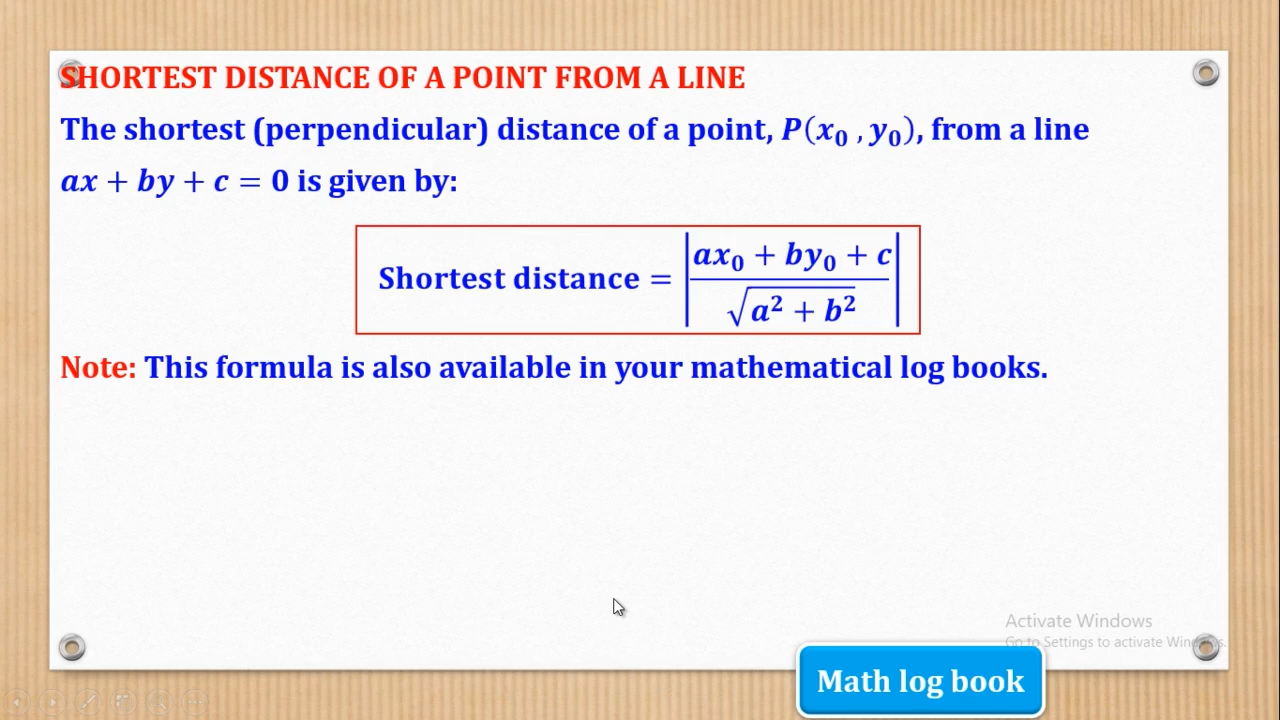 SHORTEST DISTANCE OF A POINT FROM A LINE
The shortest (perpendicular) distance of a point, P(x₀ , y₀), from a line
ax + by + c = 0 is given by:
Shortest distance = |(ax₀ + by₀ + c)/√(a² + b²)|
Note: This formula is also available in your mathematical log books.
Activate Windows
Go to Settings to activate Windows.
Math log book